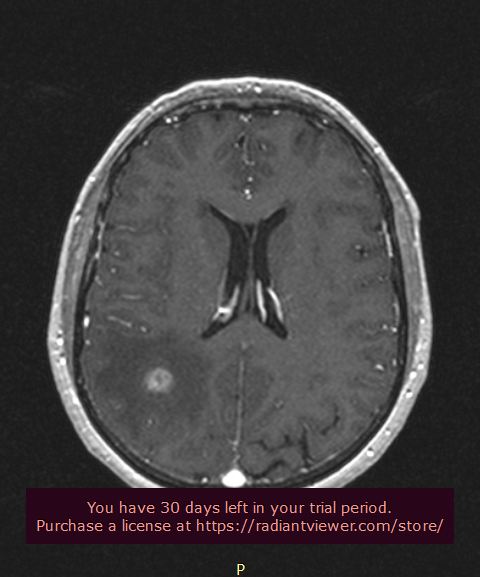 You have 30 days left in your trial period.
Purchase a license at https://radiantviewer.com/store/
P